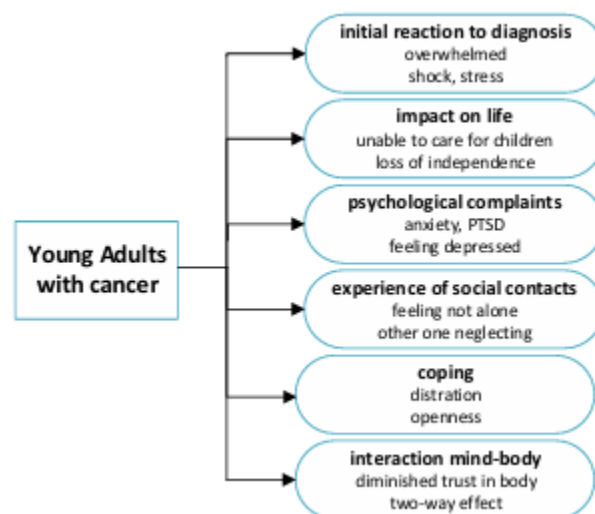 Young Adults
with cancer
initial reaction to diagnosis
overwhelmed
shock, stress
impact on life
unable to care for children
loss of independence
psychological complaints
anxiety, PTSD
feeling depressed
experience of social contacts
feeling not alone
other one neglecting
coping
distration
openness
interaction mind-body
diminished trust in body
two-way effect